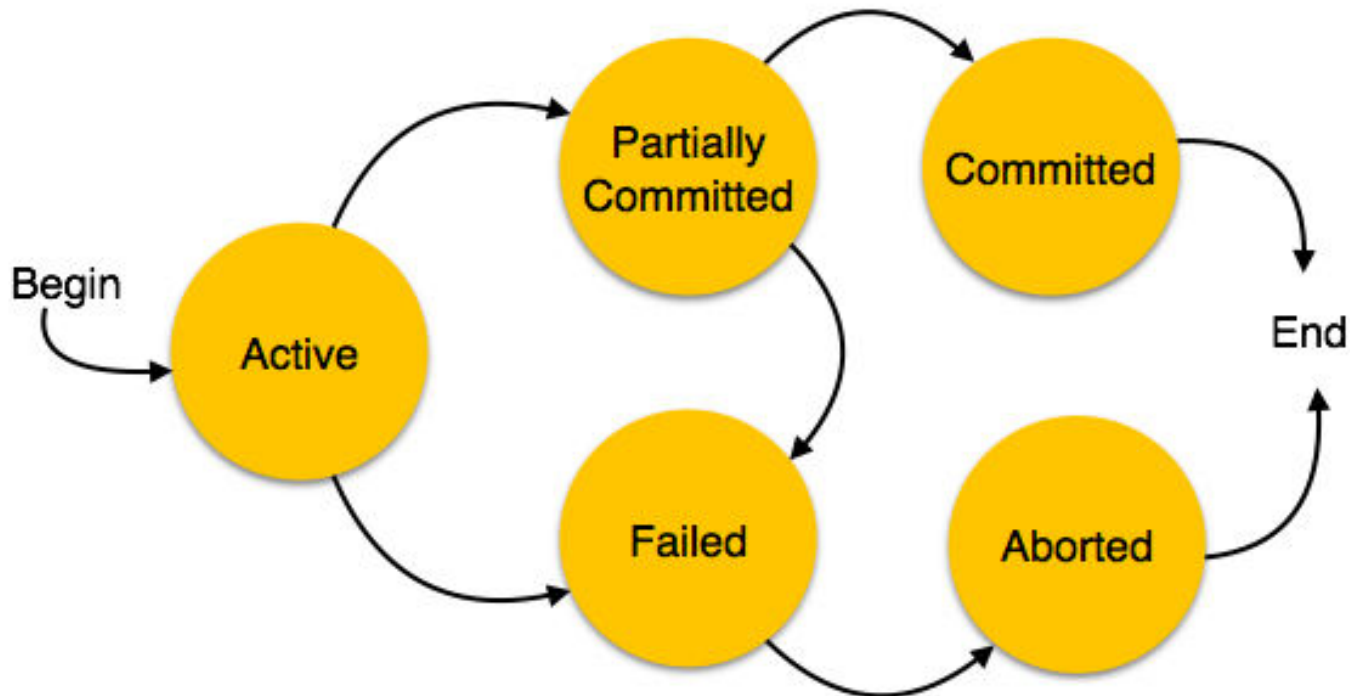 Begin
Active
Partially
Committed
Committed
Failed
Aborted
End